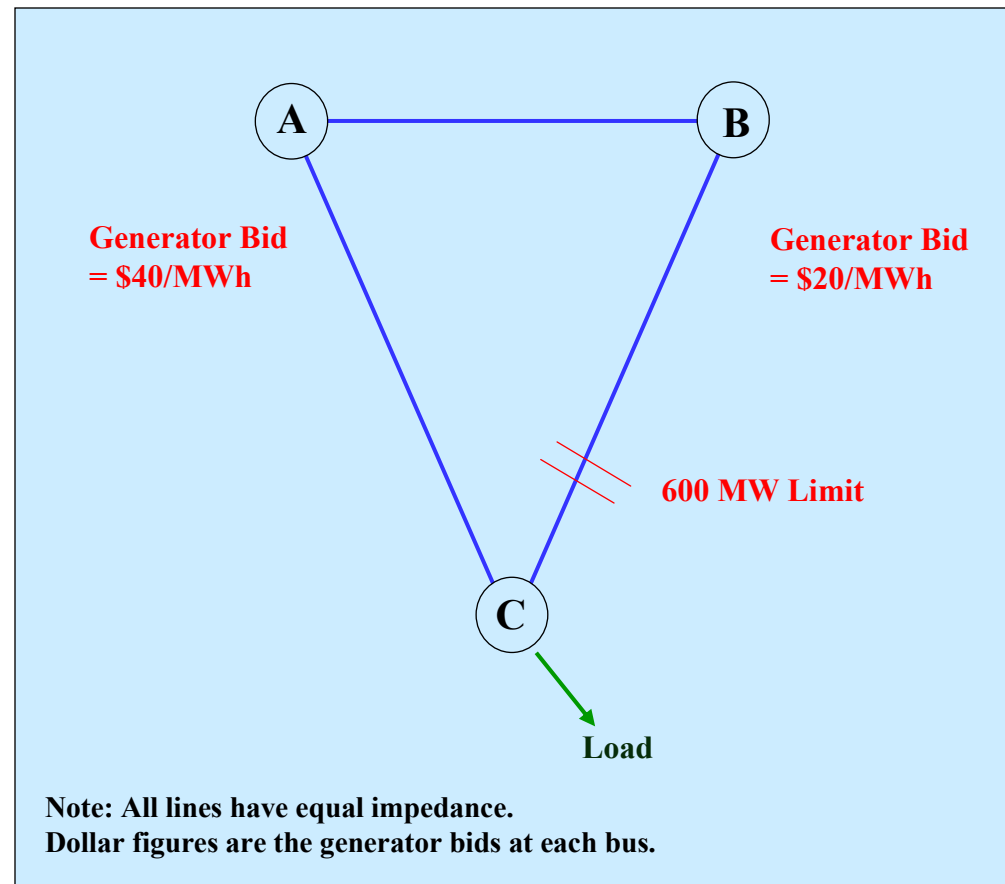 A
B
Generator Bid
= $40/MWh
Generator Bid
= $20/MWh
600 MW Limit
C
Load
Note: All lines have equal impedance.
Dollar figures are the generator bids at each bus.